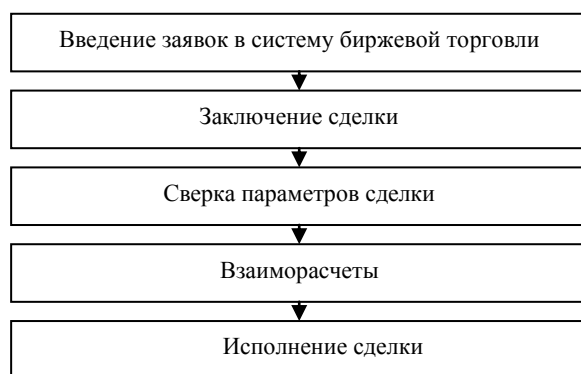 Введение заявок в систему биржевой торговли
Заключение сделки
Сверка параметров сделки
Взаиморасчеты
Исполнение сделки